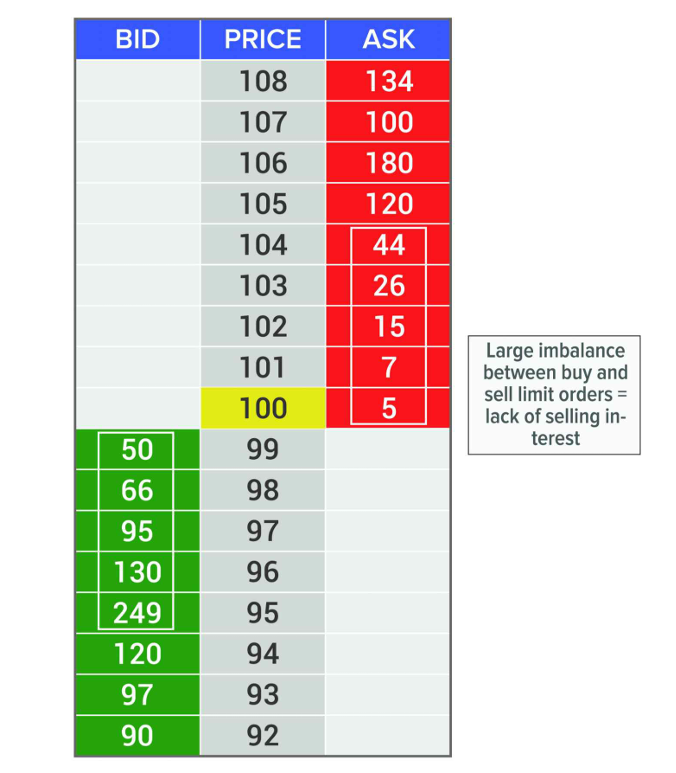 BID PRICE ASK
108 134
107 100
106 180
105 120
104 44
103 26
102 15
101 7
100 5
50 99
66 98
95 97
130 96
249 95
120 94
97 93
90 92
Large imbalance
between buy and
sell limit orders =
lack of selling in-
terest